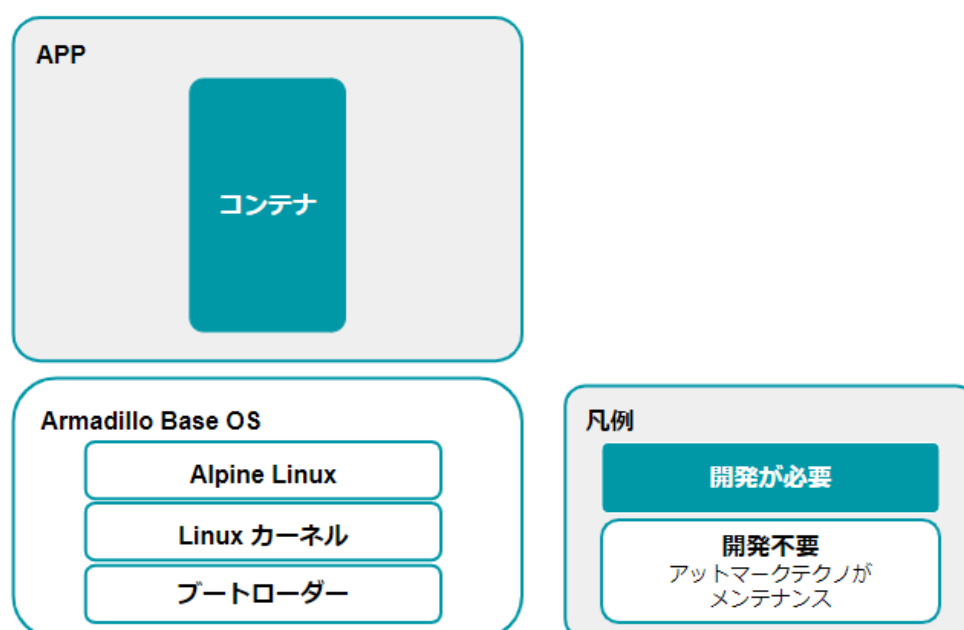 APP
コンテナ
Armadillo Base OS
Alpine Linux
Linux カーネル
ブートローダー
凡例
開発が必要
開発不要
アットマークテクノが
メンテナンス